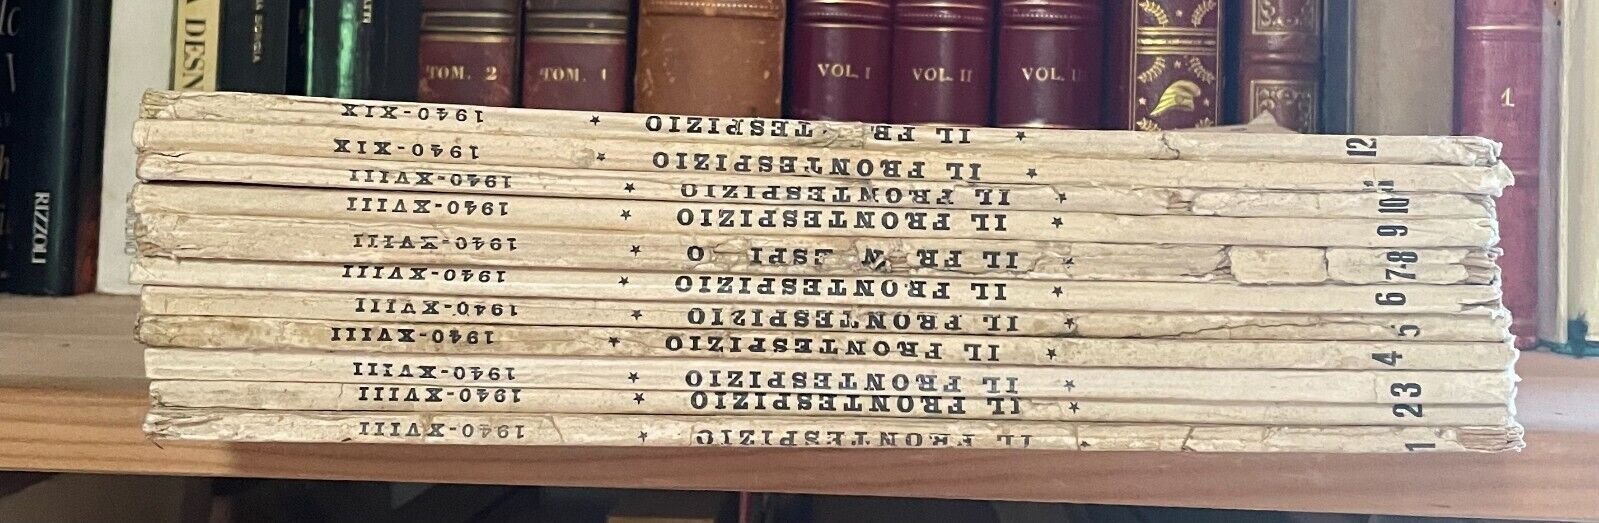 RIZZOLI
DESN
TOM. 2
TOM. 1
VOL. I
VOL. II
VOL. I
1
12 ★ IL FR TESPIZIO ★ 1940-XIX
★ IL FRONTESPIZIO ★ 1940-XIX
10 ★ IL FRONTESPIZIO ★ 1940-XVIII
9 ★ IL FRONTESPIZIO ★ 1940-XVIII
7-8 ★ IL FR N ESPI O ★ 1940-XVIII
6 ★ IL FRONTESPIZIO ★ 1940-XVIII
5 ★ IL FRONTESPIZIO ★ 1940-XVIII
4 ★ IL FRONTESPIZIO ★ 1940-XVIII
3 ★ IL FRONTESPIZIO ★ 1940-XVIII
2 ★ IL FRONTESPIZIO ★ 1940-XVIII
1 ★ IL FRONTESPIZIO ★ 1940-XVIII